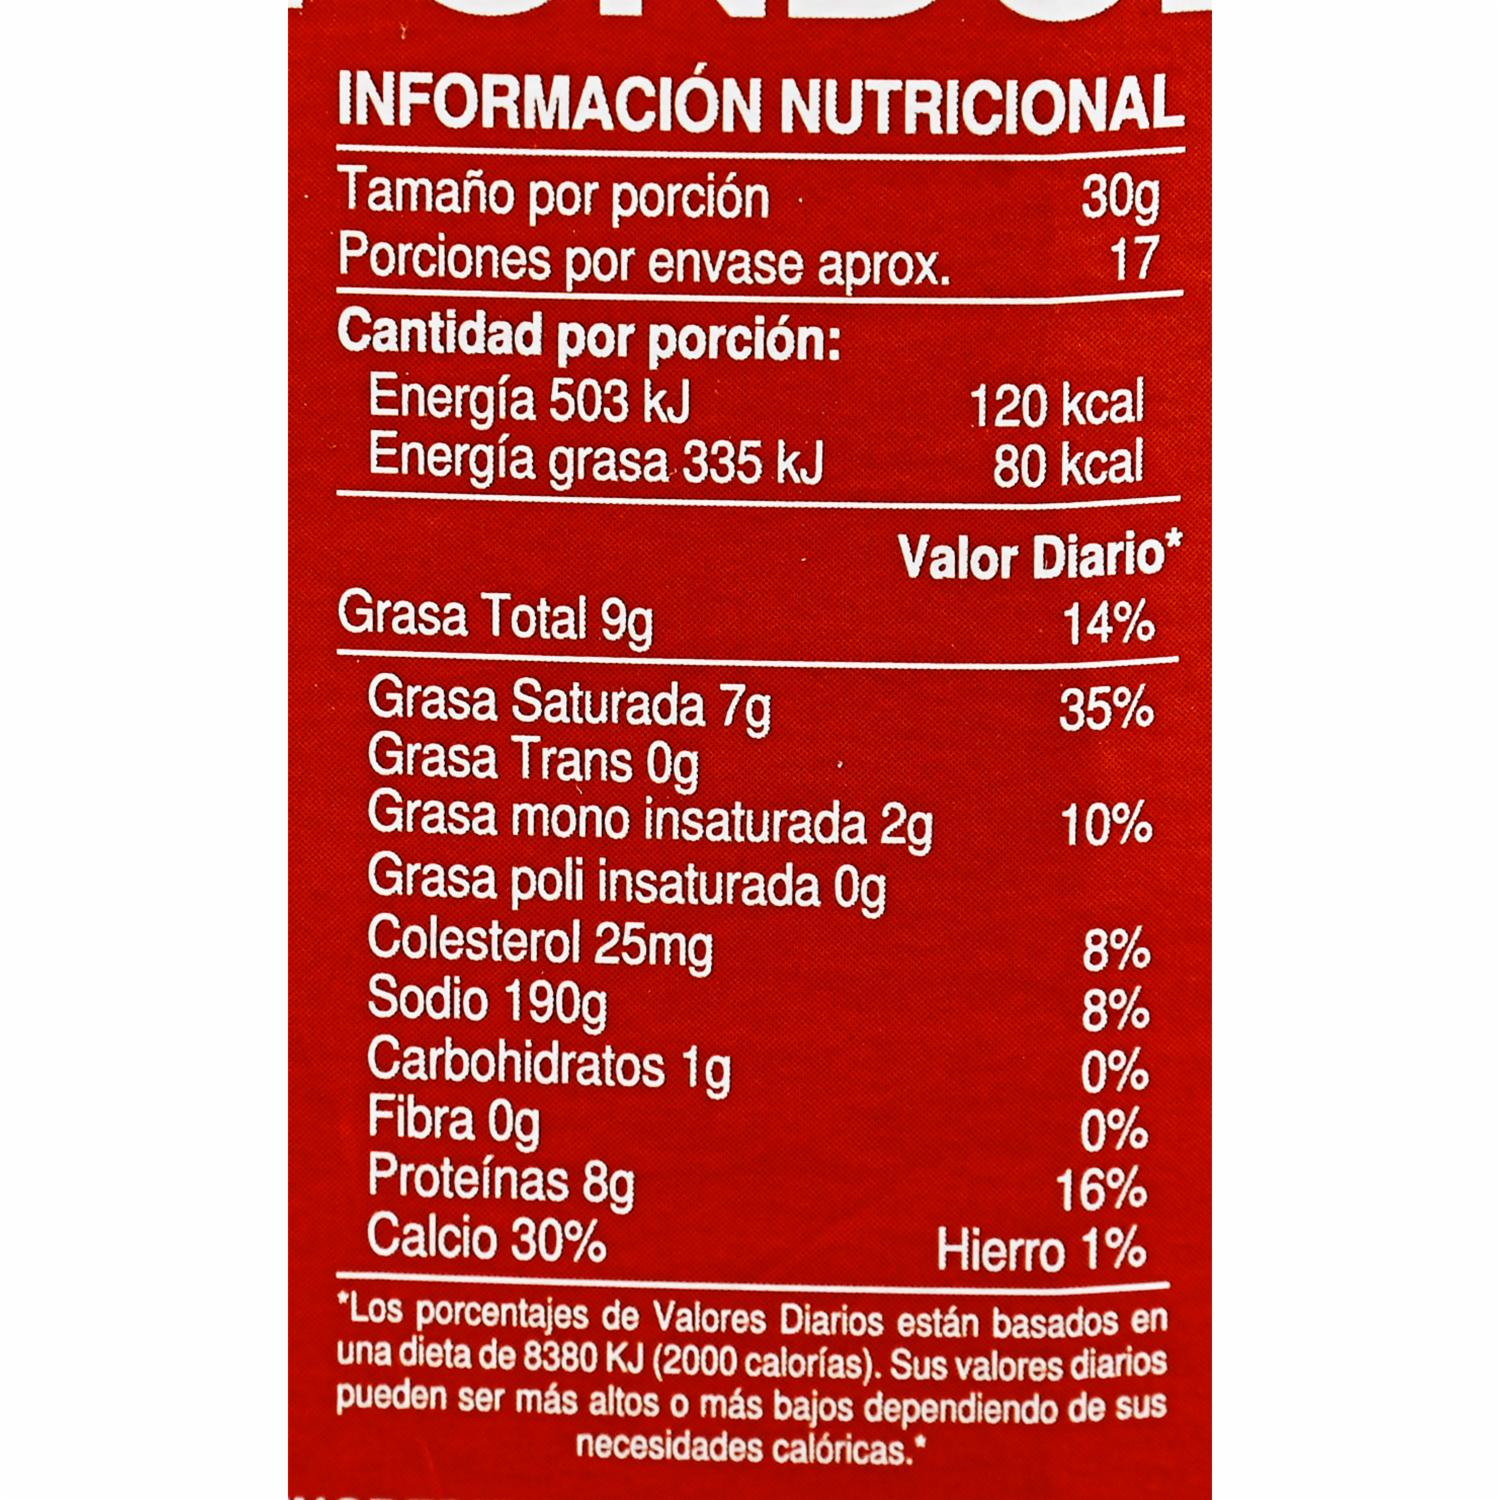 INFORMACIÓN NUTRICIONAL
Tamaño por porción 30g
Porciones por envase aprox. 17
Cantidad por porción:
Energía 503 kJ 120 kcal
Energía grasa 335 kJ 80 kcal
Valor Diario*
Grasa Total 9g 14%
Grasa Saturada 7g 35%
Grasa Trans 0g
Grasa mono insaturada 2g 10%
Grasa poli insaturada 0g
Colesterol 25mg 8%
Sodio 190g 8%
Carbohidratos 1g 0%
Fibra 0g 0%
Proteínas 8g 16%
Calcio 30% Hierro 1%
*Los porcentajes de Valores Diarios están basados en
una dieta de 8380 KJ (2000 calorías). Sus valores diarios
pueden ser más altos o más bajos dependiendo de sus
necesidades calóricas.*